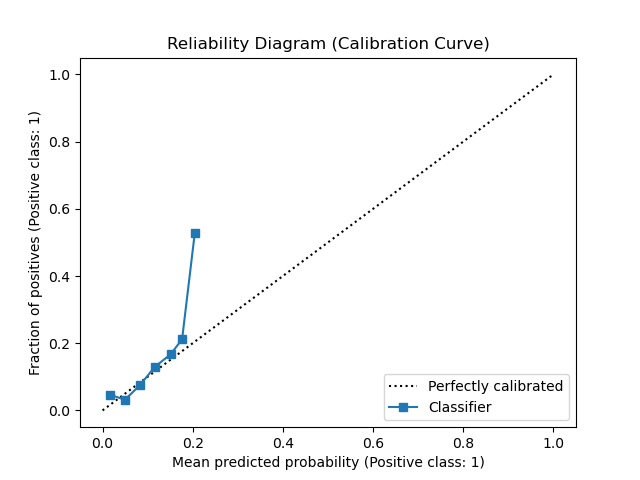 Reliability Diagram (Calibration Curve)
Fraction of positives (Positive class: 1)
1.0
0.8
0.6
0.4
0.2
0.0
0.0 0.2 0.4 0.6 0.8 1.0
Mean predicted probability (Positive class: 1)
Perfectly calibrated
Classifier